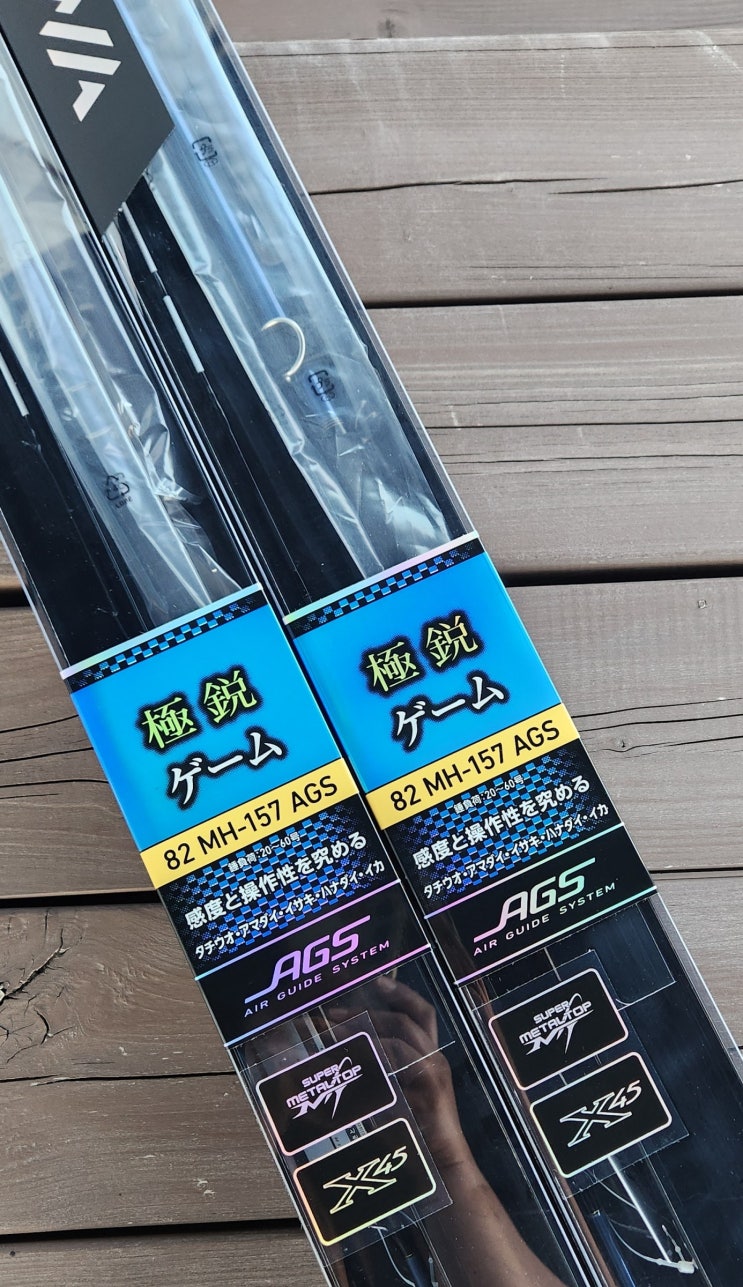 極鋭
ゲーム
82 MH-157 AGS
錘負荷:20~60号
感度と操作性を究める
タチウオ・アマダイ・イサキ・ハナダイ・イカ
AGS
AIR GUIDE SYSTEM
SUPER
METALTOP
MT
X45
極鋭
ゲーム
82 MH-157 AGS
錘負荷:20~60号
感度と操作性を究める
タチウオ・アマダイ・イサキ・ハナダイ・イカ
AGS
AIR GUIDE SYSTEM
SUPER
METALTOP
MT
X45